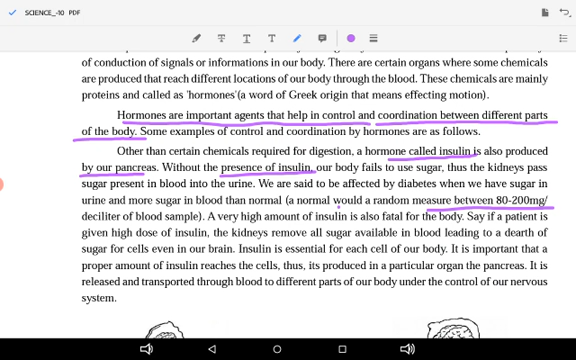 SCIENCE_-10 PDF
of conduction of signals or informations in our body. There are certain organs where some chemicals
are produced that reach different locations of our body through the blood. These chemicals are mainly
proteins and called as 'hormones'(a word of Greek origin that means effecting motion).
Hormones are important agents that help in control and coordination between different parts
of the body. Some examples of control and coordination by hormones are as follows.
Other than certain chemicals required for digestion, a hormone called insulin is also produced
by our pancreas. Without the presence of insulin, our body fails to use sugar, thus the kidneys pass
sugar present in blood into the urine. We are said to be affected by diabetes when we have sugar in
urine and more sugar in blood than normal (a normal would a random measure between 80-200mg/
deciliter of blood sample). A very high amount of insulin is also fatal for the body. Say if a patient is
given high dose of insulin, the kidneys remove all sugar available in blood leading to a dearth of
sugar for cells even in our brain. Insulin is essential for each cell of our body. It is important that a
proper amount of insulin reaches the cells, thus, its produced in a particular organ the pancreas. It is
released and transported through blood to different parts of our body under the control of our nervous
system.